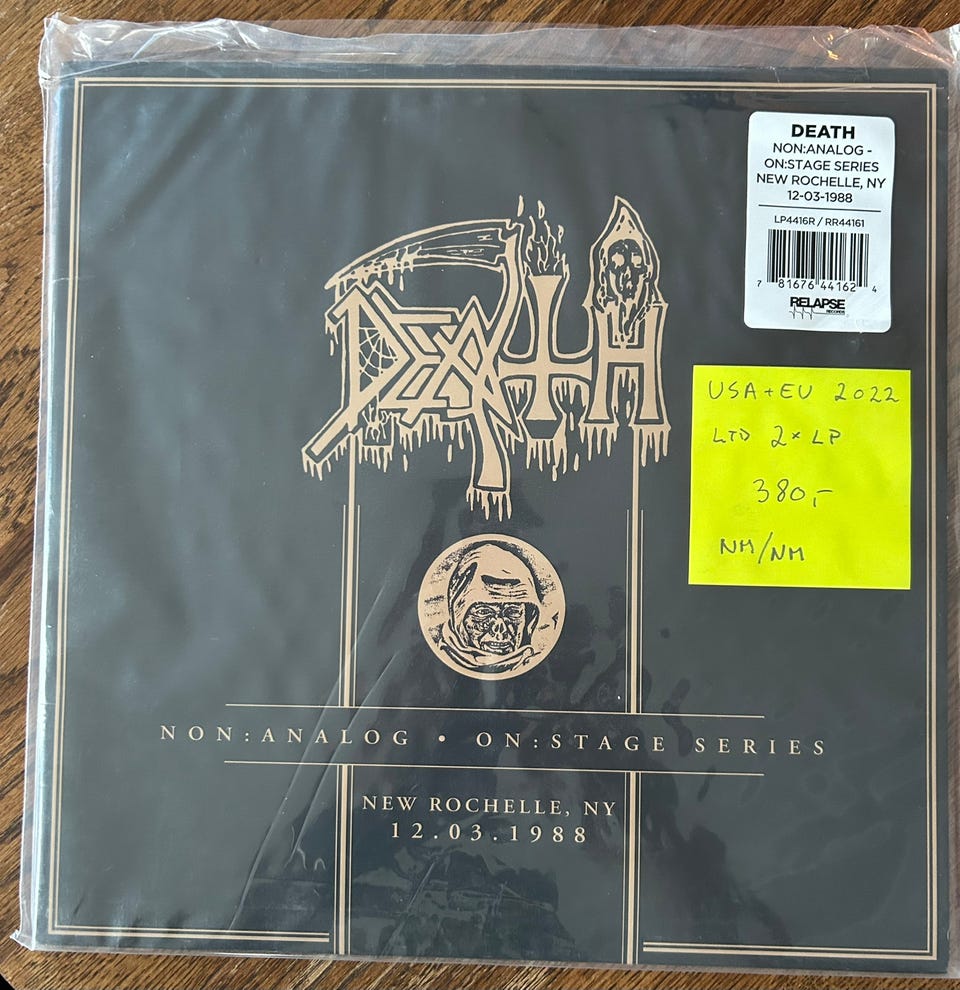 DEATH
NON:ANALOG -
ON:STAGE SERIES
NEW ROCHELLE, NY
12-03-1988
LP4416R / RR44161
7 81676 44162 4
RELAPSE
RECORDS
DEATH
USA + EU 2022
LTD 2 x LP
380,-
NM/NM
NON:ANALOG • ON:STAGE SERIES
NEW ROCHELLE, NY
12.03.1988